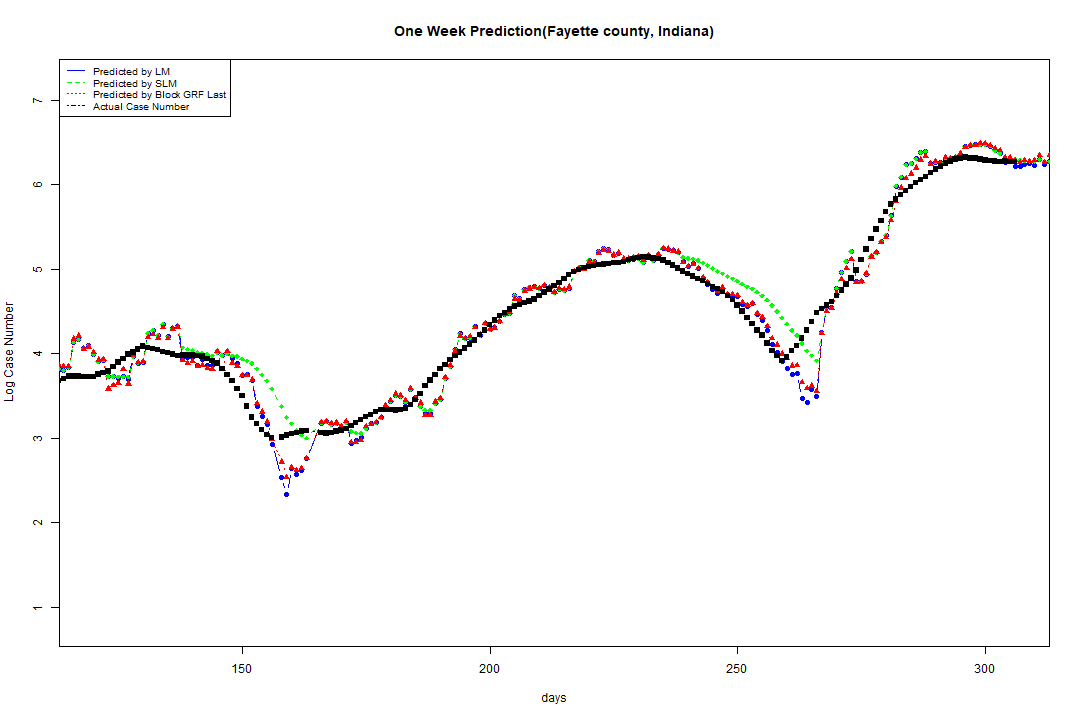 One Week Prediction(Fayette county, Indiana)
Predicted by LM
Predicted by SLM
Predicted by Block GRF Last
Actual Case Number
Log Case Number
7
6
5
4
3
2
1
150 200 250 300
days